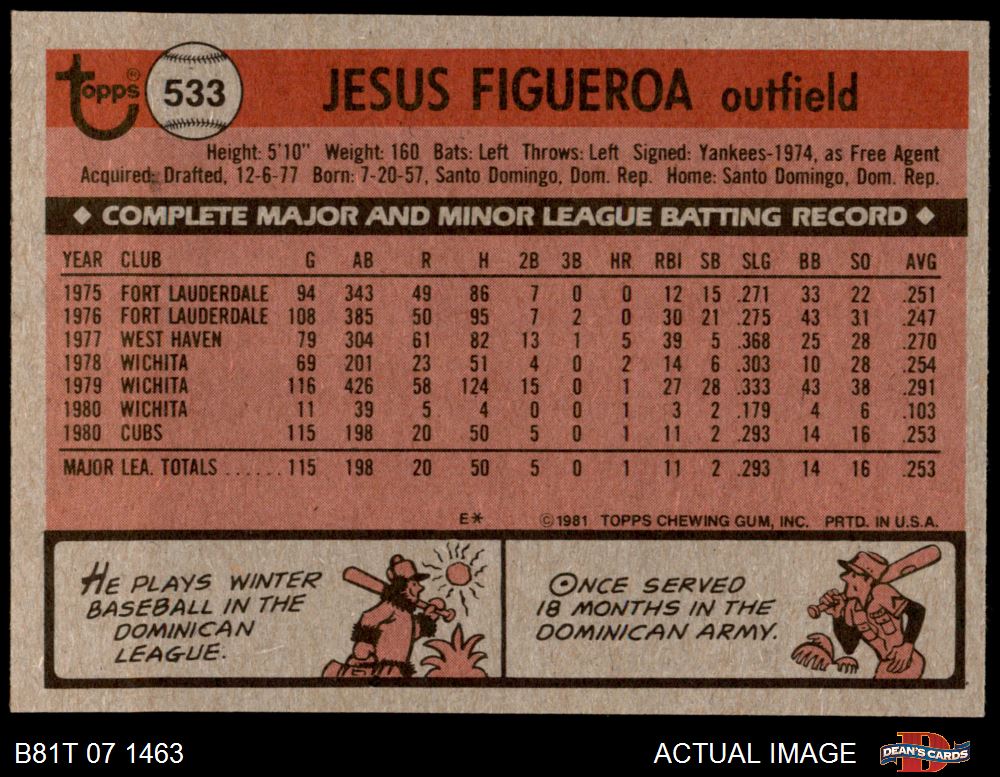 topps® 533 JESUS FIGUEROA outfield
Height: 5'10" Weight: 160 Bats: Left Throws: Left Signed: Yankees-1974, as Free Agent
Acquired: Drafted, 12-6-77 Born: 7-20-57, Santo Domingo, Dom. Rep. Home: Santo Domingo, Dom. Rep.
◆ COMPLETE MAJOR AND MINOR LEAGUE BATTING RECORD ◆
YEAR CLUB G AB R H 2B 3B HR RBI SB SLG BB SO AVG
1975 FORT LAUDERDALE 94 343 49 86 7 0 0 12 15 .271 33 22 .251
1976 FORT LAUDERDALE 108 385 50 95 7 2 0 30 21 .275 43 31 .247
1977 WEST HAVEN 79 304 61 82 13 1 5 39 5 .368 25 28 .270
1978 WICHITA 69 201 23 51 4 0 2 14 6 .303 10 28 .254
1979 WICHITA 116 426 58 124 15 0 1 27 28 .333 43 38 .291
1980 WICHITA 11 39 5 4 0 0 1 3 2 .179 4 6 .103
1980 CUBS 115 198 20 50 5 0 1 11 2 .293 14 16 .253
MAJOR LEA. TOTALS ...... 115 198 20 50 5 0 1 11 2 .293 14 16 .253
E* ©1981 TOPPS CHEWING GUM, INC. PRTD. IN U.S.A.
HE PLAYS WINTER
BASEBALL IN THE
DOMINICAN
LEAGUE.
ONCE SERVED
18 MONTHS IN THE
DOMINICAN ARMY.
B81T 07 1463 ACTUAL IMAGE DEAN'S CARDS